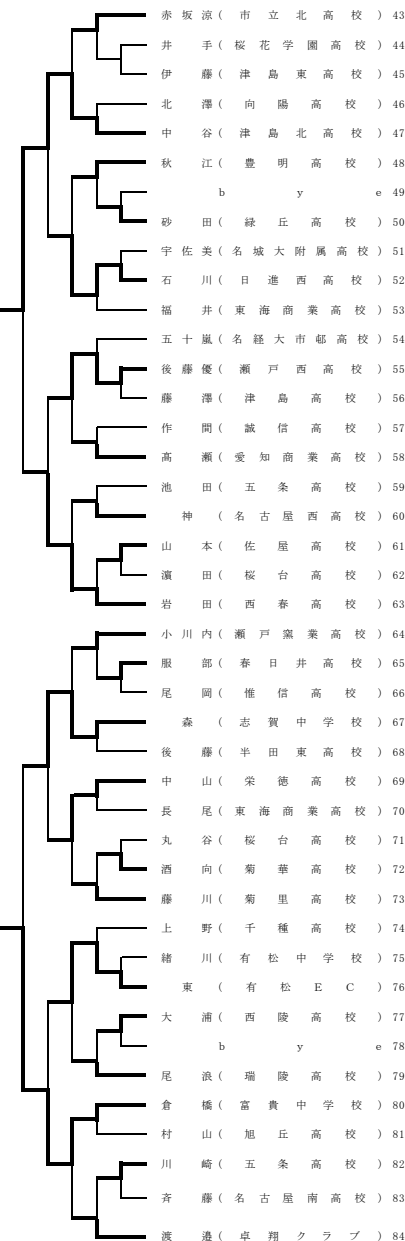 赤坂涼（市立北高校）43
井手（桜花学園高校）44
伊藤（津島東高校）45
北澤（向陽高校）46
中谷（津島北高校）47
秋江（豊明高校）48
bye 49
砂田（緑丘高校）50
宇佐美（名城大附属高校）51
石川（日進西高校）52
福井（東海商業高校）53
五十嵐（名経大市邨高校）54
後藤優（瀬戸西高校）55
藤澤（津島高校）56
作間（誠信高校）57
高瀬（愛知商業高校）58
池田（五条高校）59
神（名古屋西高校）60
山本（佐屋高校）61
濵田（桜台高校）62
岩田（西春高校）63
小川内（瀬戸窯業高校）64
服部（春日井高校）65
尾岡（惟信高校）66
森（志賀中学校）67
後藤（半田東高校）68
中山（栄徳高校）69
長尾（東海商業高校）70
丸谷（桜台高校）71
酒向（菊華高校）72
藤川（菊里高校）73
上野（千種高校）74
緒川（有松中学校）75
東（有松EC）76
大浦（西陵高校）77
bye 78
尾浪（瑞陵高校）79
倉橋（富貴中学校）80
村山（旭丘高校）81
川崎（五条高校）82
斉藤（名古屋南高校）83
渡邉（卓翔クラブ）84